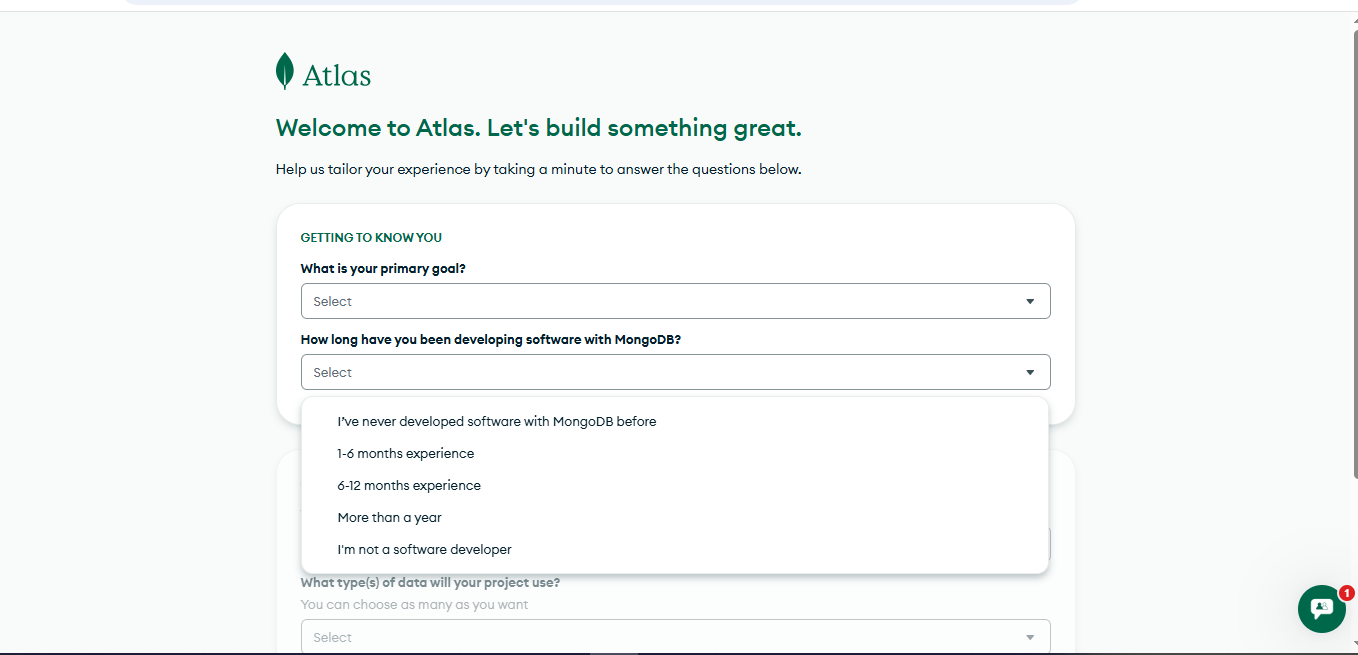 Atlas
Welcome to Atlas. Let's build something great.
Help us tailor your experience by taking a minute to answer the questions below.
GETTING TO KNOW YOU
What is your primary goal?
Select
How long have you been developing software with MongoDB?
Select
I've never developed software with MongoDB before
1-6 months experience
6-12 months experience
More than a year
I'm not a software developer
What type(s) of data will your project use?
You can choose as many as you want
Select
1